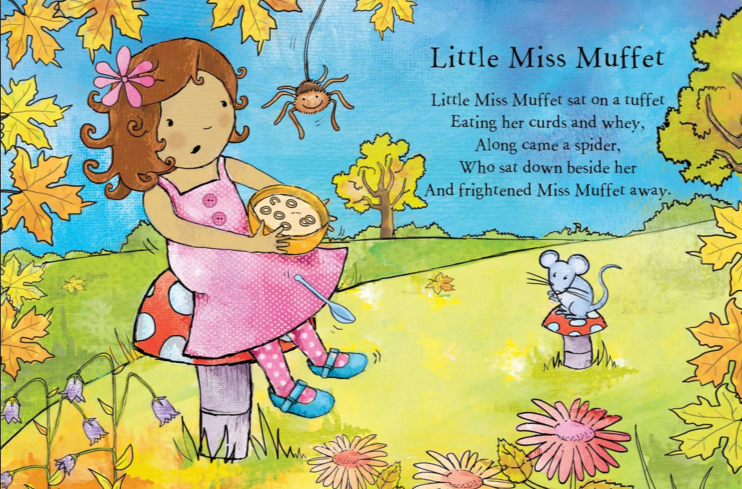 Little Miss Muffet
Little Miss Muffet sat on a tuffet
Eating her curds and whey,
Along came a spider,
Who sat down beside her
And frightened Miss Muffet away.